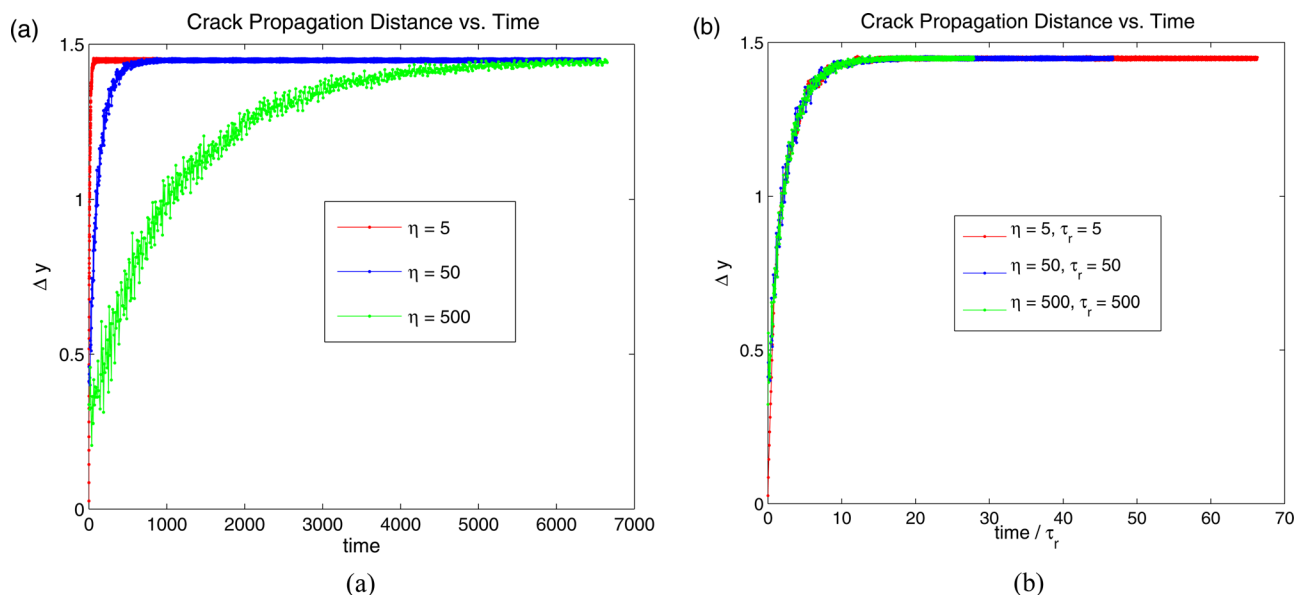 (a)
Crack Propagation Distance vs. Time
1.5
1
0.5
0
Δ y
η = 5
η = 50
η = 500
0 1000 2000 3000 4000 5000 6000 7000
time
(a)
(b)
Crack Propagation Distance vs. Time
1.5
1
0.5
0
Δ y
η = 5, τr = 5
η = 50, τr = 50
η = 500, τr = 500
0 10 20 30 40 50 60 70
time / τr
(b)